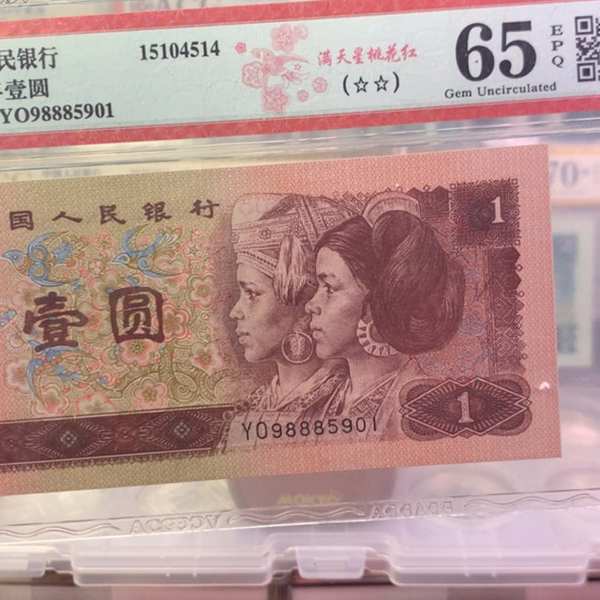 民银行
15104514
满天星桃花红
65
EPQ
壹圆
(☆☆)
Gem Uncirculated
YO98885901
70
国人民银行
1
壹圆
1
YO98885901